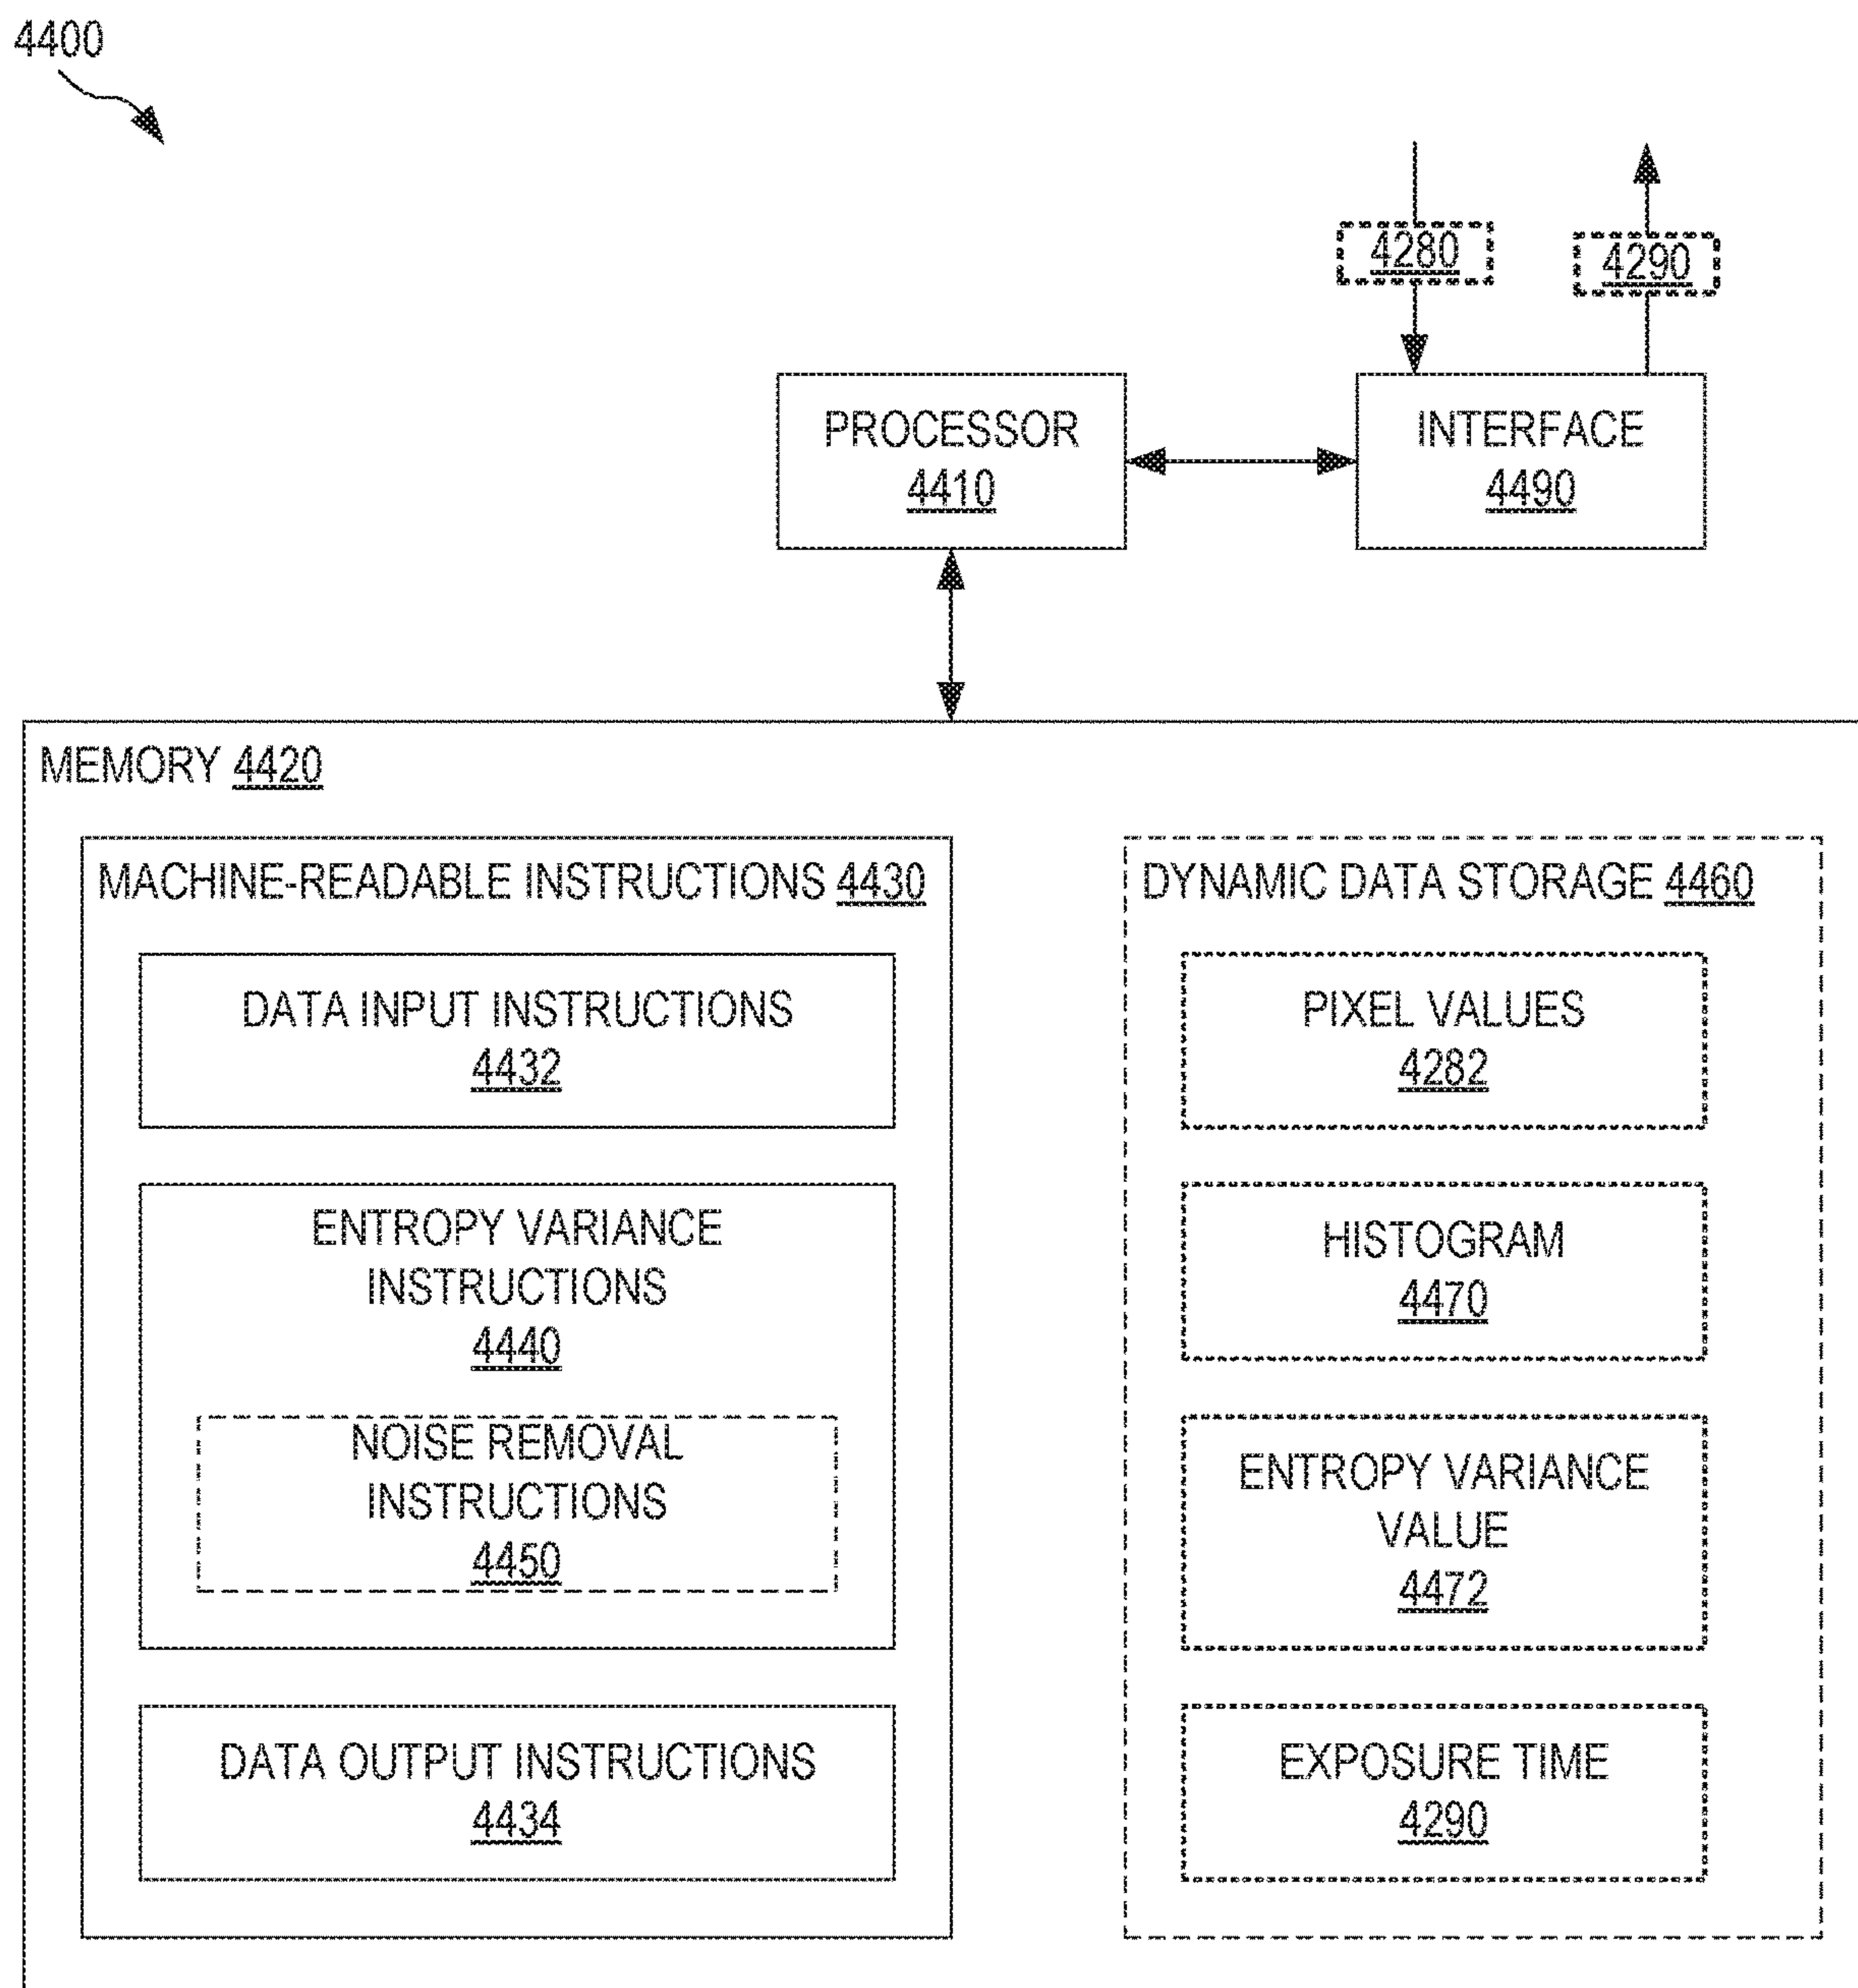 4400
4280
4290
PROCESSOR
4410
INTERFACE
4490
MEMORY 4420
MACHINE-READABLE INSTRUCTIONS 4430
DATA INPUT INSTRUCTIONS
4432
ENTROPY VARIANCE
INSTRUCTIONS
4440
NOISE REMOVAL
INSTRUCTIONS
4450
DATA OUTPUT INSTRUCTIONS
4434
DYNAMIC DATA STORAGE 4460
PIXEL VALUES
4282
HISTOGRAM
4470
ENTROPY VARIANCE
VALUE
4472
EXPOSURE TIME
4290